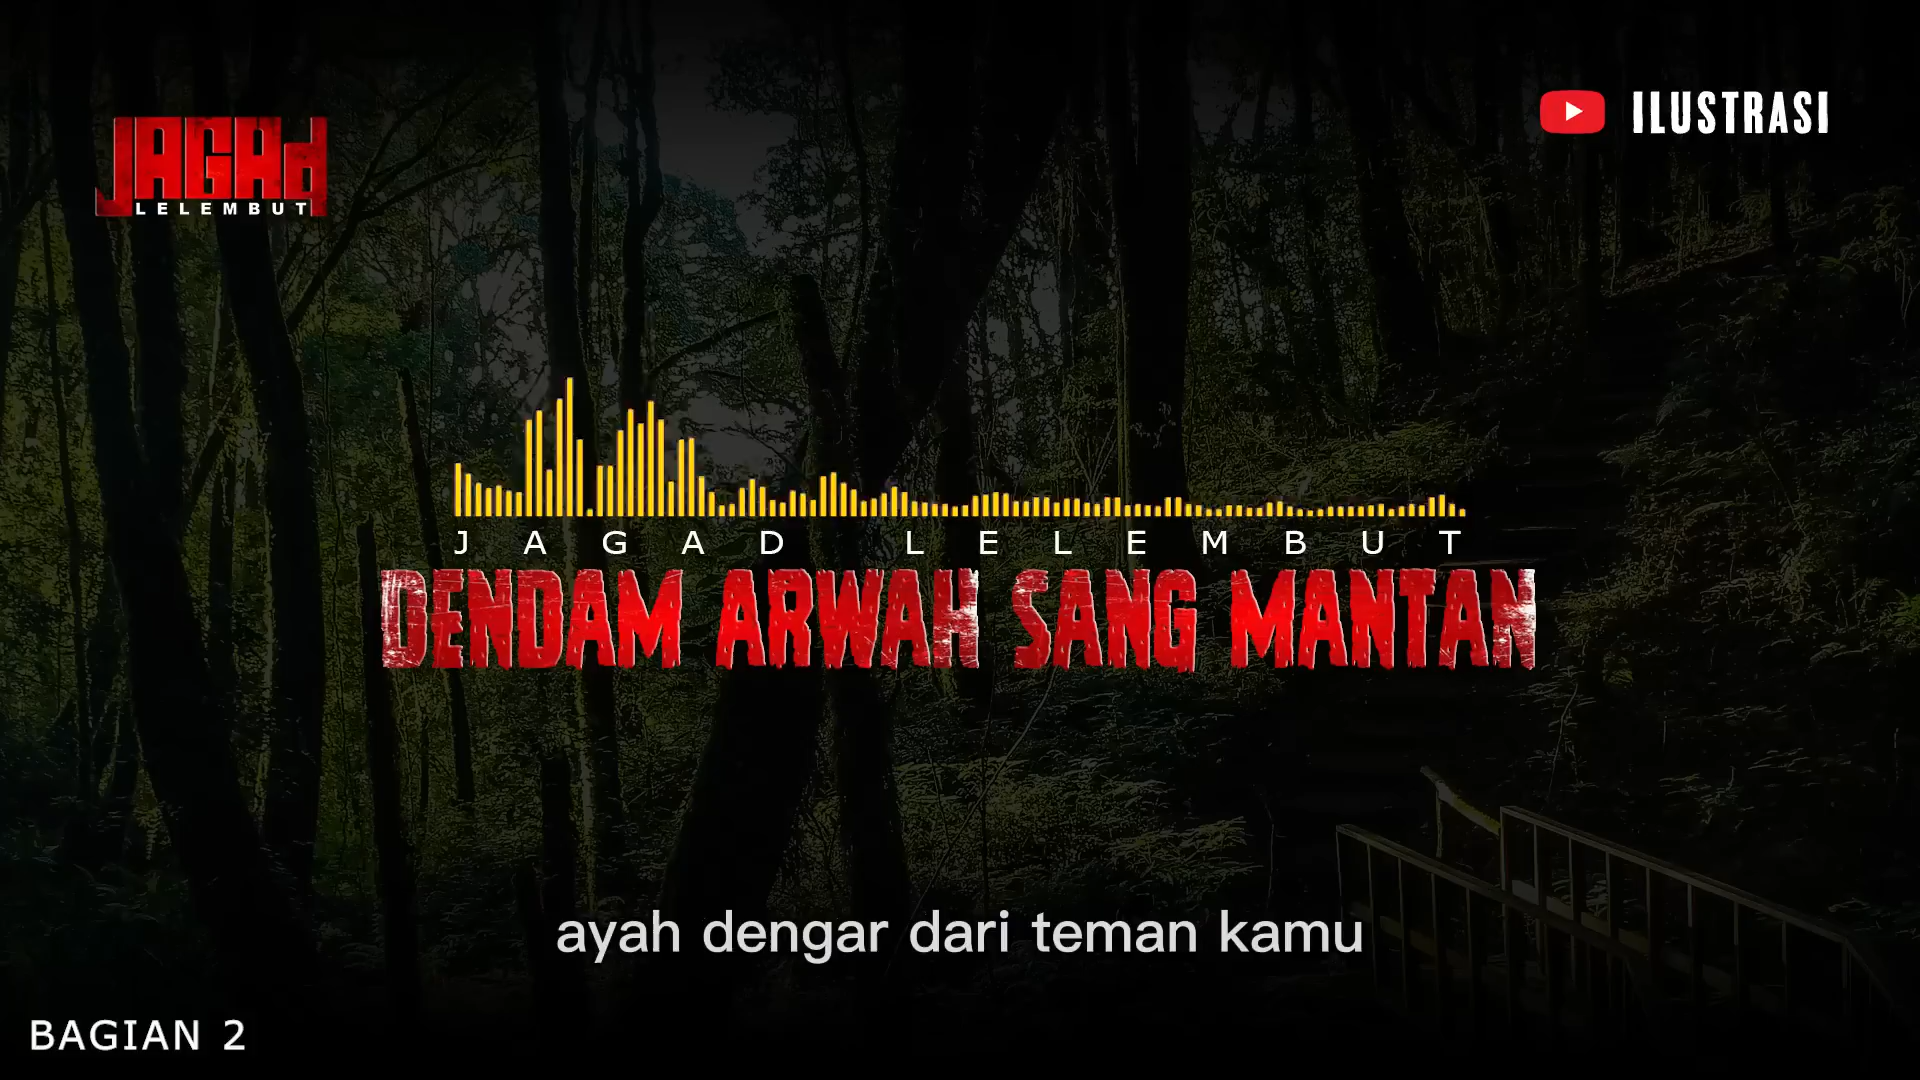 JAGAd
LELEMBUT
ILUSTRASI
JAGAD LELEMBUT
DENDAM ARWAH SANG MANTAN
ayah dengar dari teman kamu
BAGIAN 2